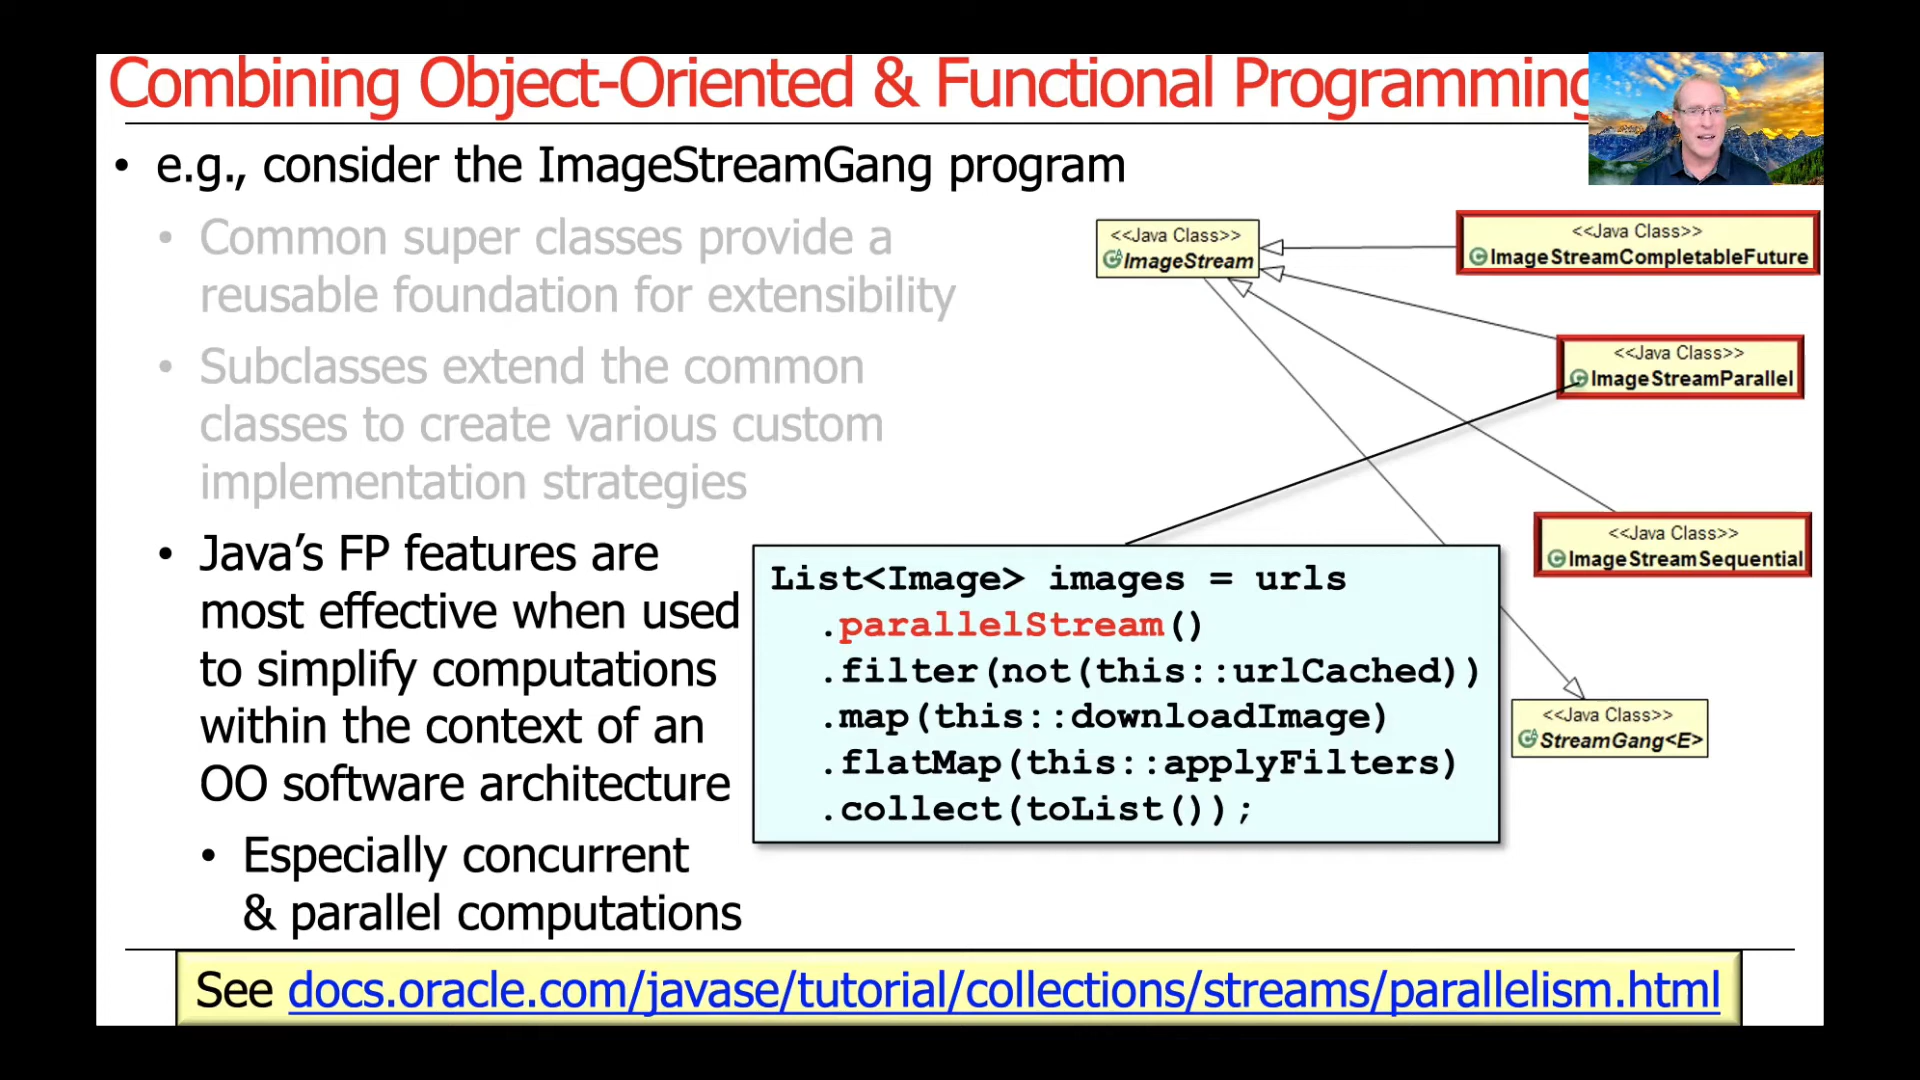 Combining Object-Oriented & Functional Programming
• e.g., consider the ImageStreamGang program
• Common super classes provide a
reusable foundation for extensibility
• Subclasses extend the common
classes to create various custom
implementation strategies
• Java’s FP features are
most effective when used
to simplify computations
within the context of an
OO software architecture
• Especially concurrent
& parallel computations
<<Java Class>>
ImageStream
<<Java Class>>
ImageStreamCompletableFuture
<<Java Class>>
ImageStreamParallel
<<Java Class>>
ImageStreamSequential
<<Java Class>>
StreamGang<E>
List<Image> images = urls
.parallelStream()
.filter(not(this::urlCached))
.map(this::downloadImage)
.flatMap(this::applyFilters)
.collect(toList());
See docs.oracle.com/javase/tutorial/collections/streams/parallelism.html